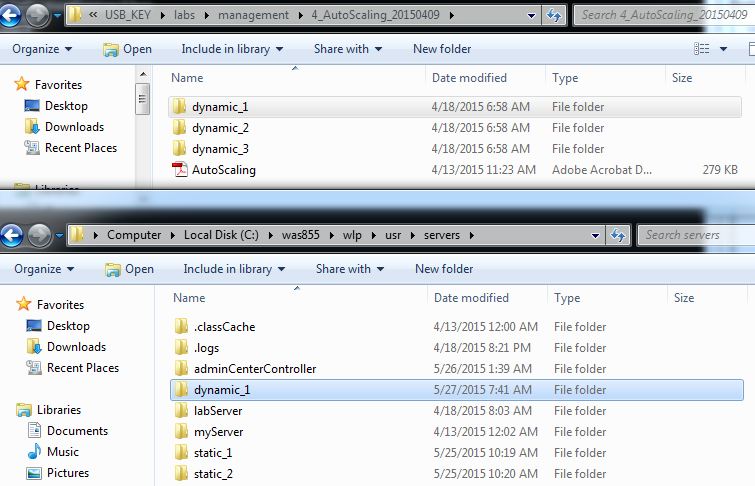 « USB_KEY ▸ labs ▸ management ▸ 4_AutoScaling_20150409 ▸ Search 4_AutoScaling_20150409
Organize ▾ Open Include in library ▾ Share with ▾ New folder
Favorites Name Date modified Type Size
Desktop dynamic_1 4/18/2015 6:58 AM File folder
Downloads dynamic_2 4/18/2015 6:58 AM File folder
Recent Places dynamic_3 4/18/2015 6:58 AM File folder
AutoScaling 4/13/2015 11:23 AM Adobe Acrobat D... 279 KB
Libraries
▸ Computer ▸ Local Disk (C:) ▸ was855 ▸ wlp ▸ usr ▸ servers ▸ Search servers
Organize ▾ Open Include in library ▾ Share with ▾ New folder
Favorites Name Date modified Type Size
Desktop .classCache 4/13/2015 12:00 AM File folder
Downloads .logs 4/18/2015 8:21 PM File folder
Recent Places adminCenterController 5/26/2015 1:39 AM File folder
dynamic_1 5/27/2015 7:41 AM File folder
Libraries labServer 4/18/2015 8:03 AM File folder
Documents myServer 4/13/2015 12:02 AM File folder
Music static_1 5/25/2015 10:19 AM File folder
Pictures static_2 5/25/2015 10:20 AM File folder